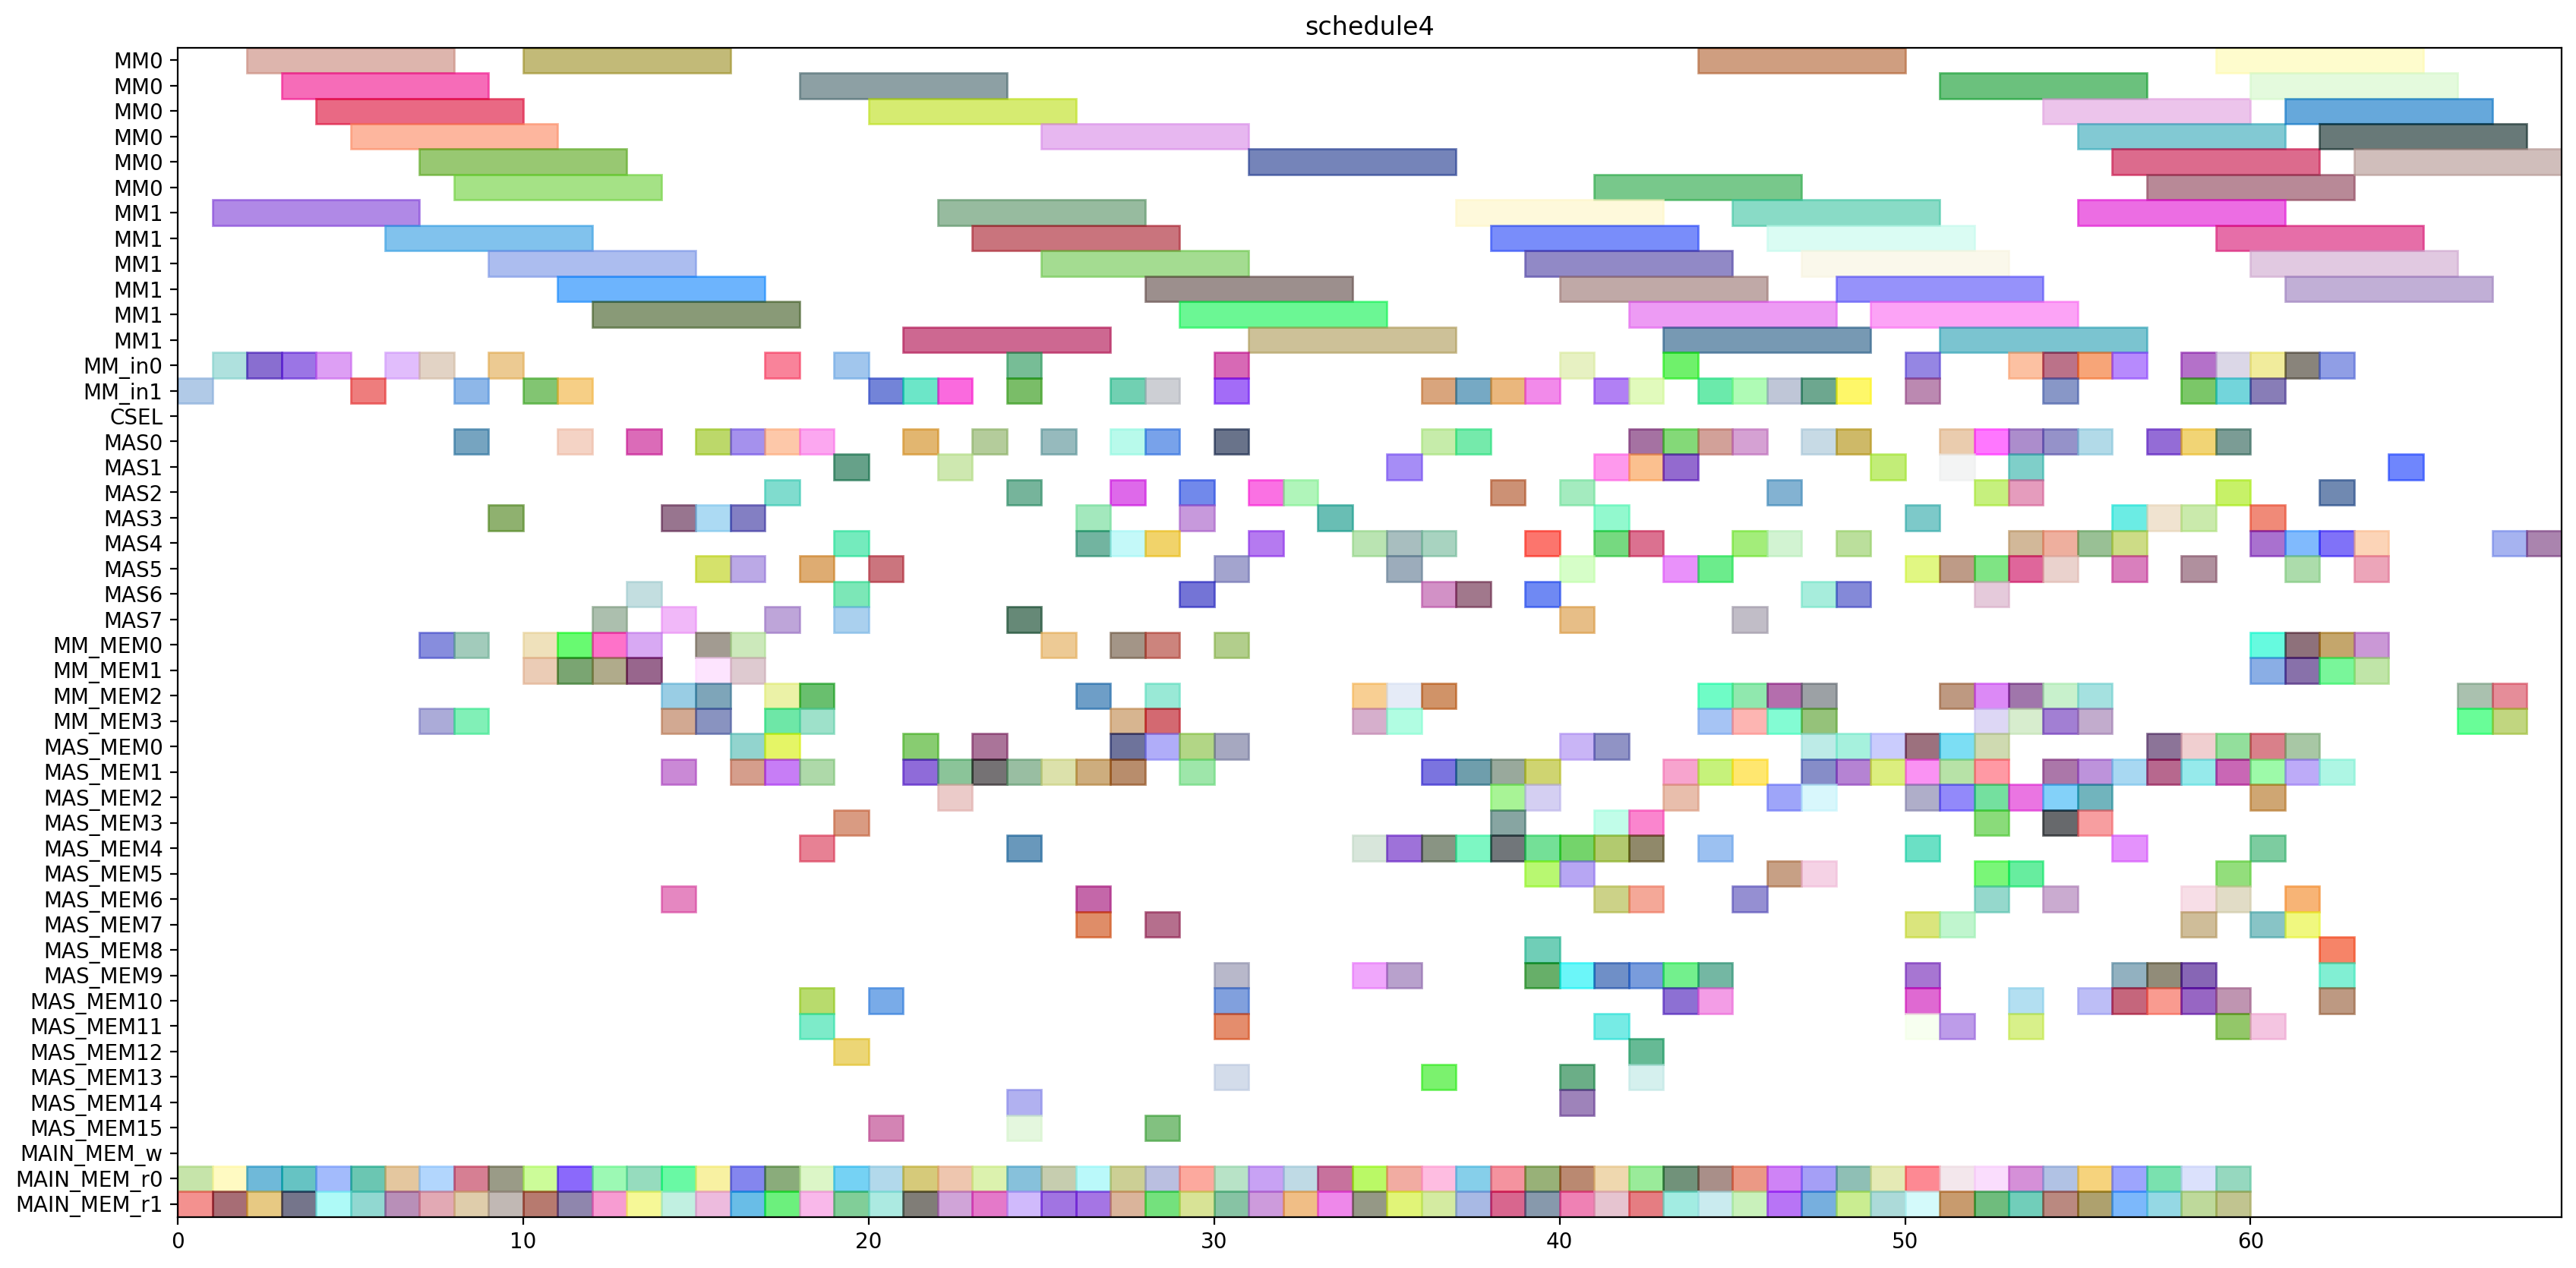 schedule4
MM0
MM0
MM0
MM0
MM0
MM0
MM1
MM1
MM1
MM1
MM1
MM1
MM_in0
MM_in1
CSEL
MAS0
MAS1
MAS2
MAS3
MAS4
MAS5
MAS6
MAS7
MM_MEM0
MM_MEM1
MM_MEM2
MM_MEM3
MAS_MEM0
MAS_MEM1
MAS_MEM2
MAS_MEM3
MAS_MEM4
MAS_MEM5
MAS_MEM6
MAS_MEM7
MAS_MEM8
MAS_MEM9
MAS_MEM10
MAS_MEM11
MAS_MEM12
MAS_MEM13
MAS_MEM14
MAS_MEM15
MAIN_MEM_w
MAIN_MEM_r0
MAIN_MEM_r1
0 10 20 30 40 50 60